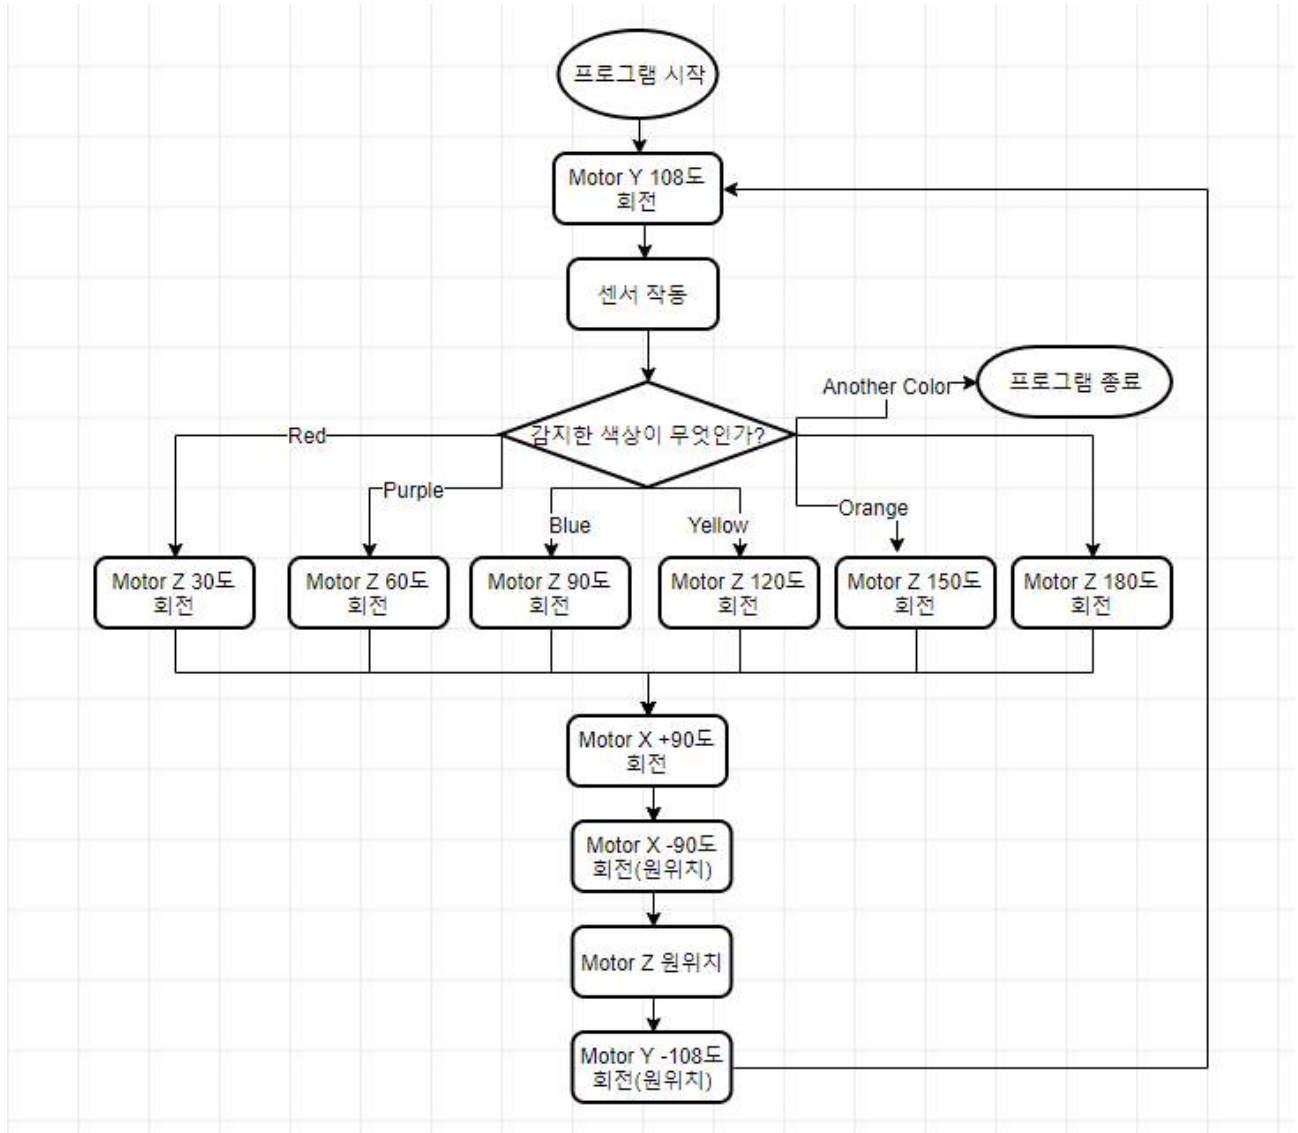 프로그램 시작
Motor Y 108도
회전
센서 작동
Another Color
프로그램 종료
감지한 색상이 무엇인가?
Red
Purple
Blue
Yellow
Orange
Motor Z 30도
회전
Motor Z 60도
회전
Motor Z 90도
회전
Motor Z 120도
회전
Motor Z 150도
회전
Motor Z 180도
회전
Motor X +90도
회전
Motor X -90도
회전(원위치)
Motor Z 원위치
Motor Y -108도
회전(원위치)